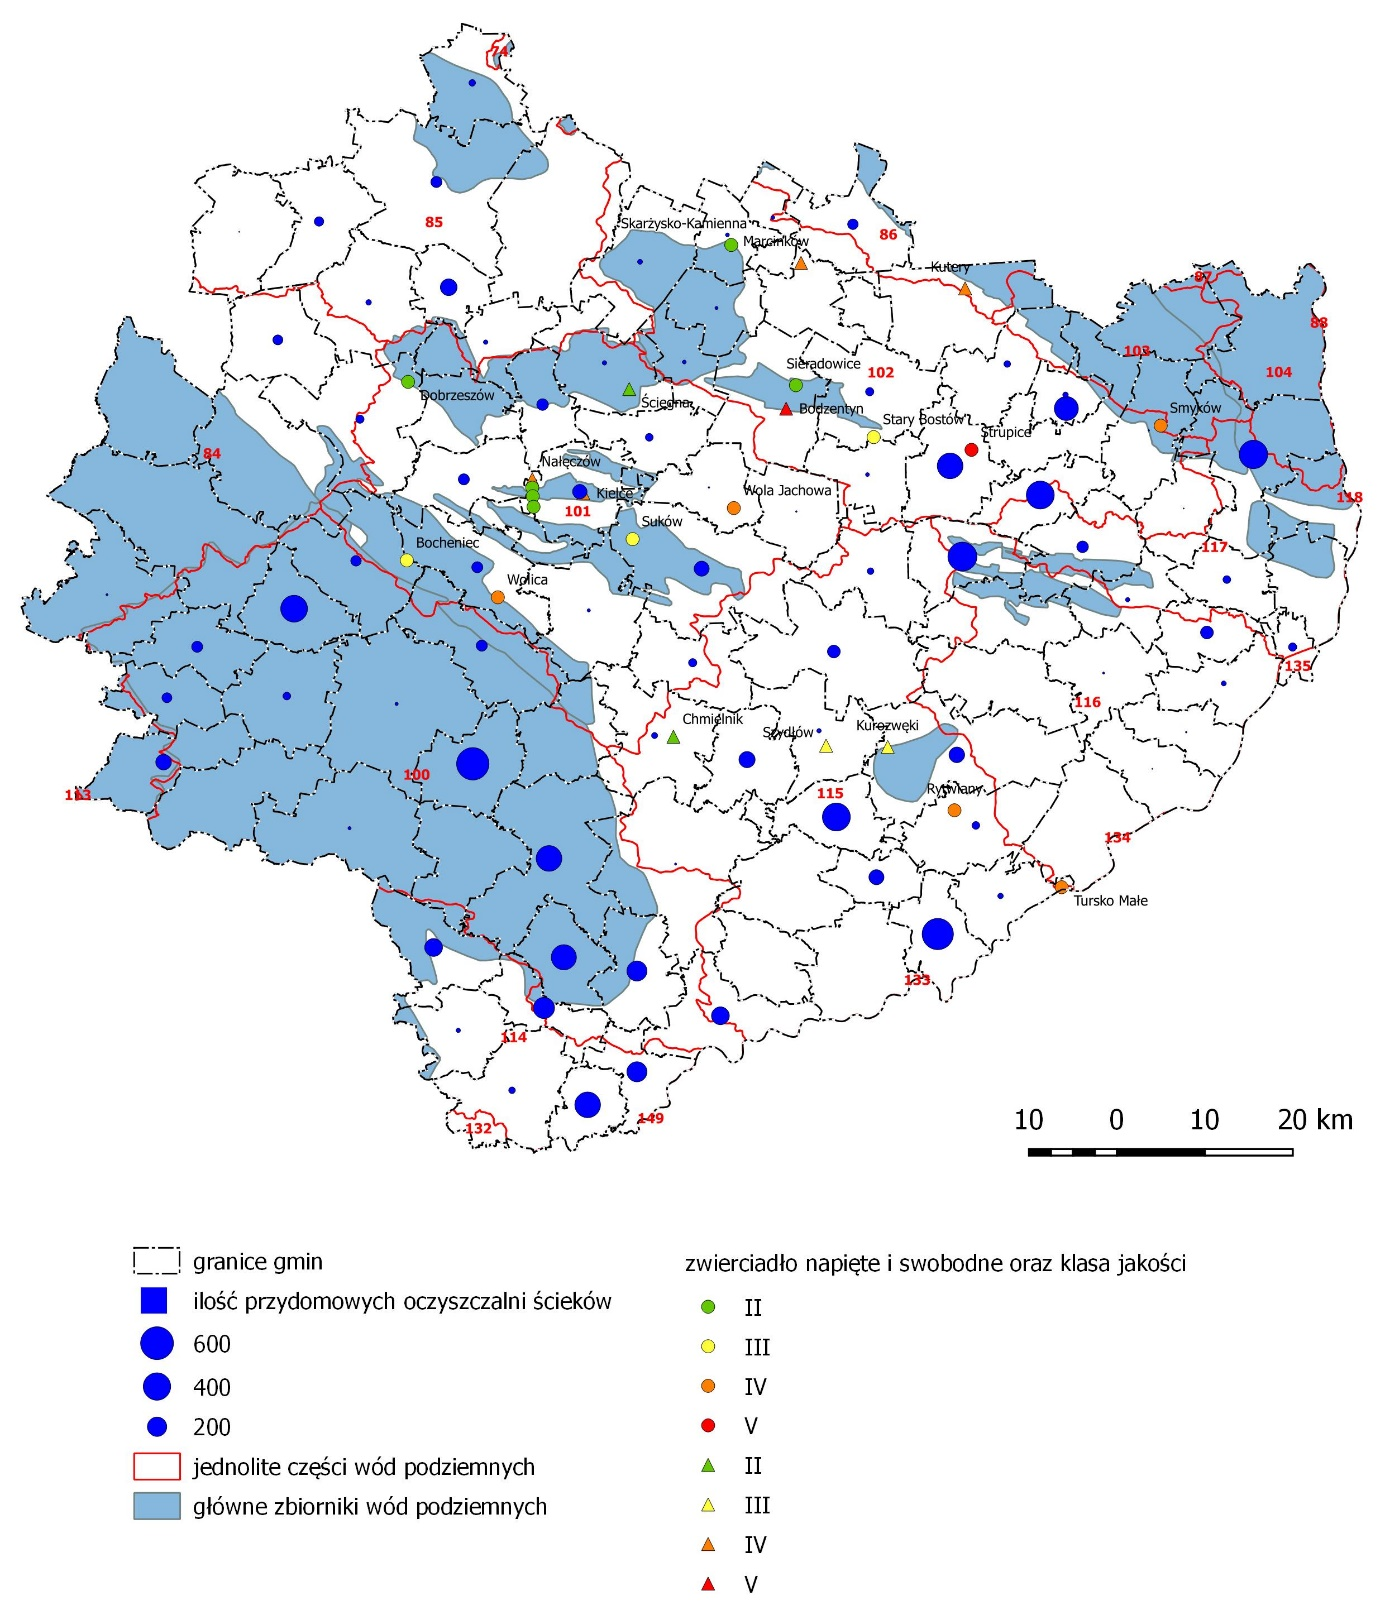 74
85
Skarżysko-Kamienna
Marcinków
86
Kutery
87
88
103
104
Sieradowice
102
Dobrzeszów
Ścięgna
Bodzentyn
Smyków
Stary Bostów
Strupice
84
Nałęczów
Kielce
Wola Jachowa
118
101
Suków
Bocheniec
117
Wolica
135
116
Chmielnik
Szydłów
Kurozwęki
100
113
115
Rytwiany
134
Tursko Małe
133
114
149
132
10 0 10 20 km
granice gmin
ilość przydomowych oczyszczalni ścieków
600
400
200
jednolite części wód podziemnych
główne zbiorniki wód podziemnych
zwierciadło napięte i swobodne oraz klasa jakości
II
III
IV
V
II
III
IV
V